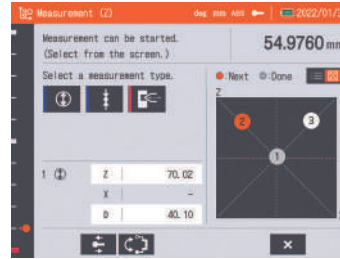 Measurement (Z)
deg mm ABS
2022/01/
Measurement can be started.
(Select from the screen.)
54.9760 mm
Select a measurement type.
Next Done
Z
2 3
1
1 Z 70.02
X -
D 40.10
×